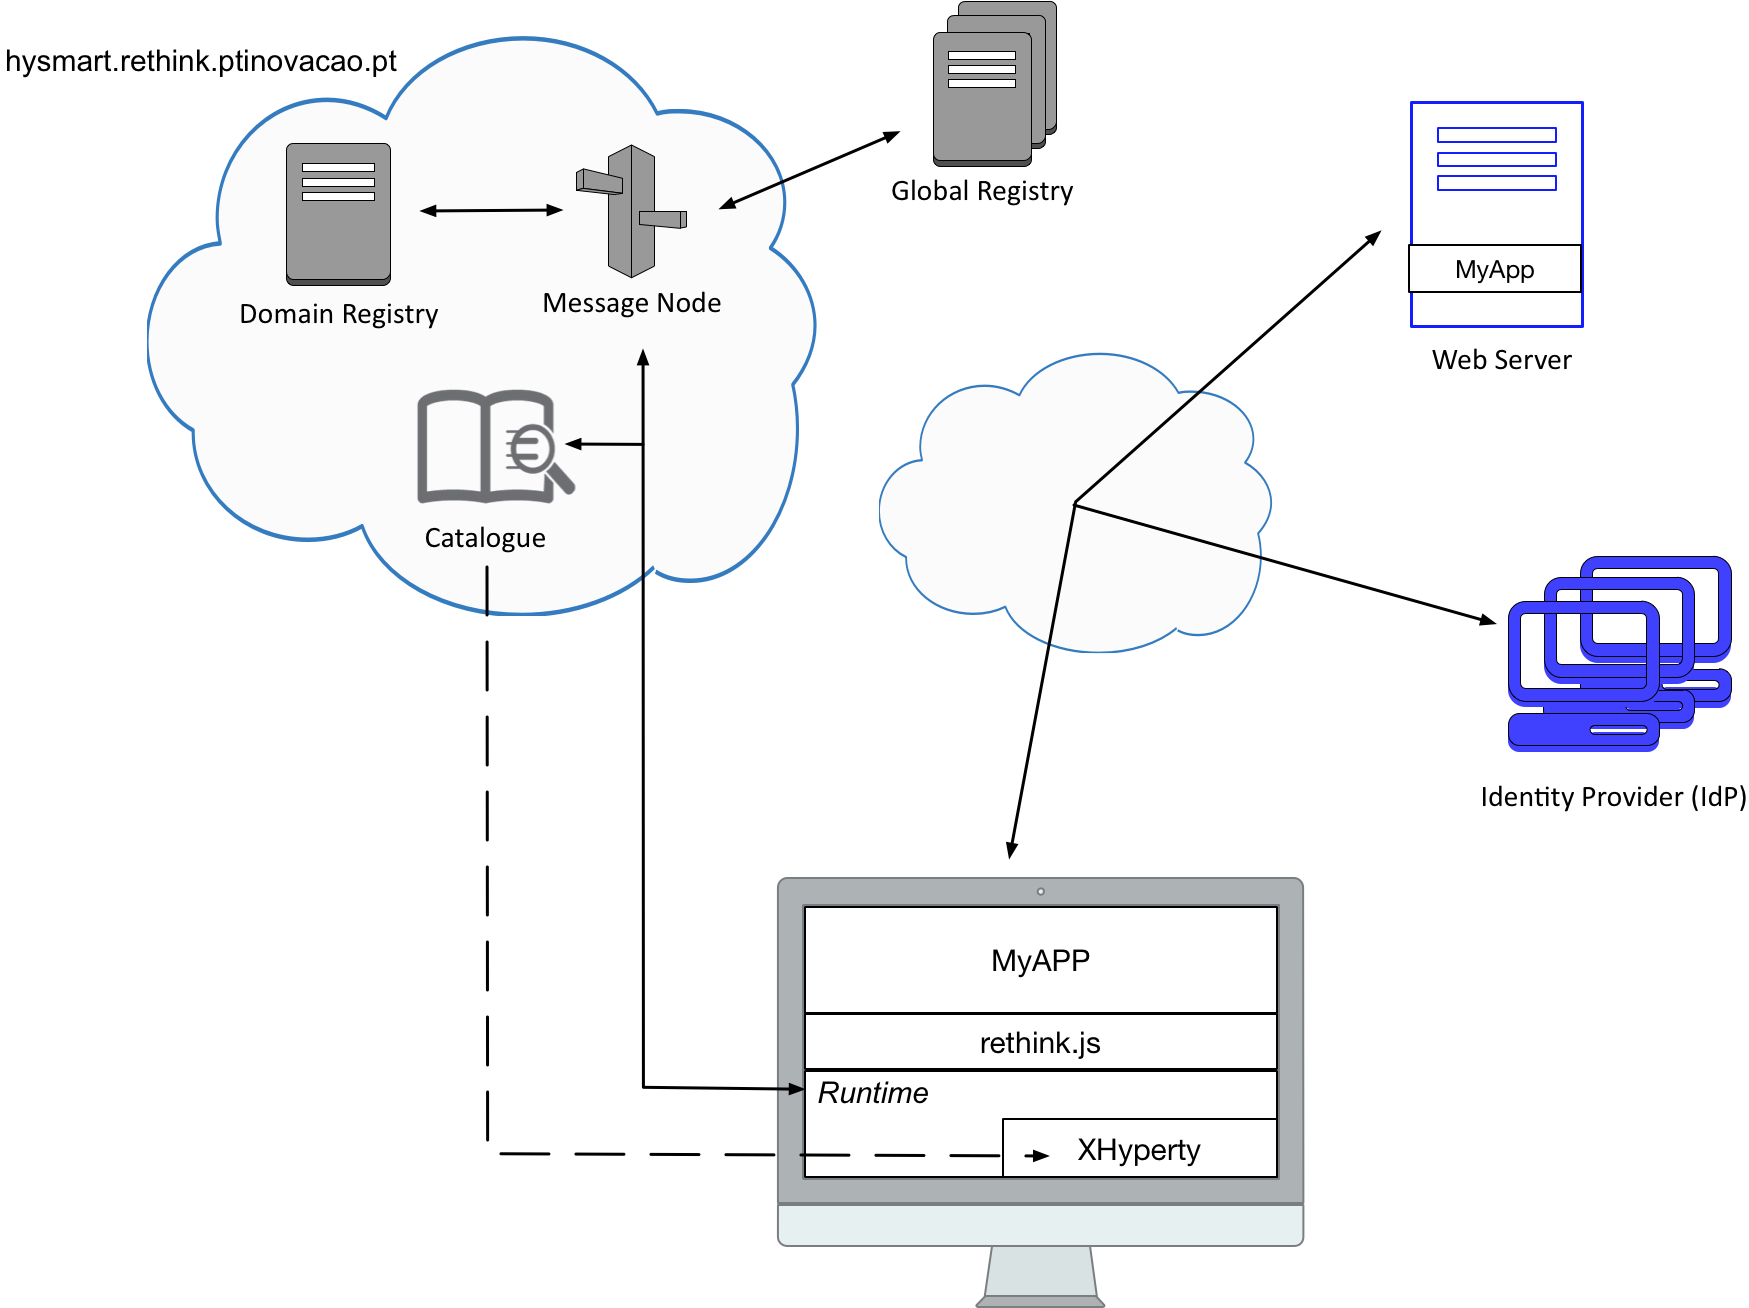 hysmart.rethink.ptinovacao.pt
Global Registry
Domain Registry
Message Node
MyApp
Web Server
Catalogue
Identity Provider (IdP)
MyAPP
rethink.js
Runtime
XHyperty